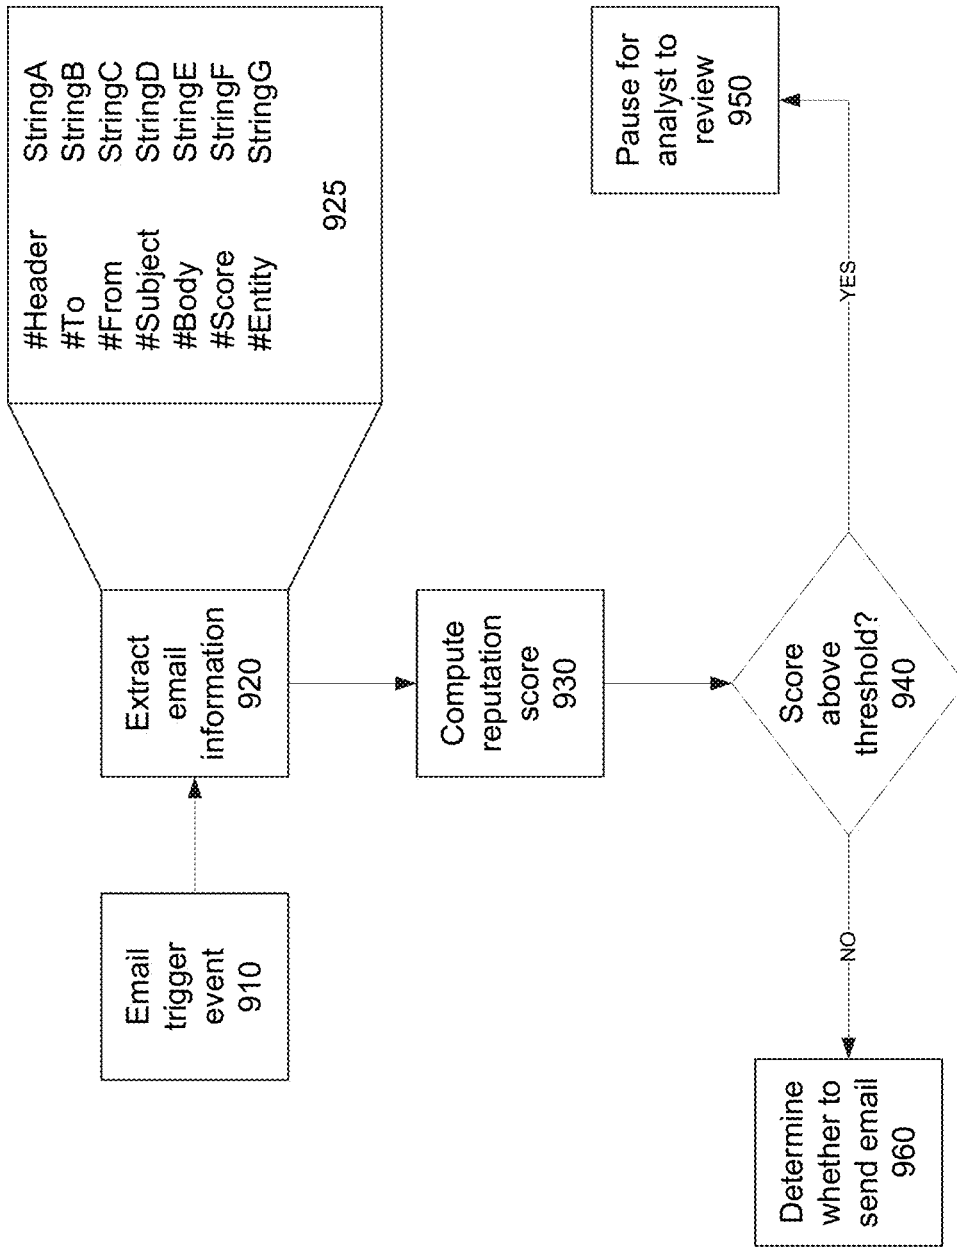 Email
trigger
event
910
Extract
email
information
920
#Header StringA
#To StringB
#From StringC
#Subject StringD
#Body StringE
#Score StringF
#Entity StringG
925
Compute
reputation
score
930
Score
above
threshold?
940
NO
YES
Determine
whether to
send email
960
Pause for
analyst to
review
950